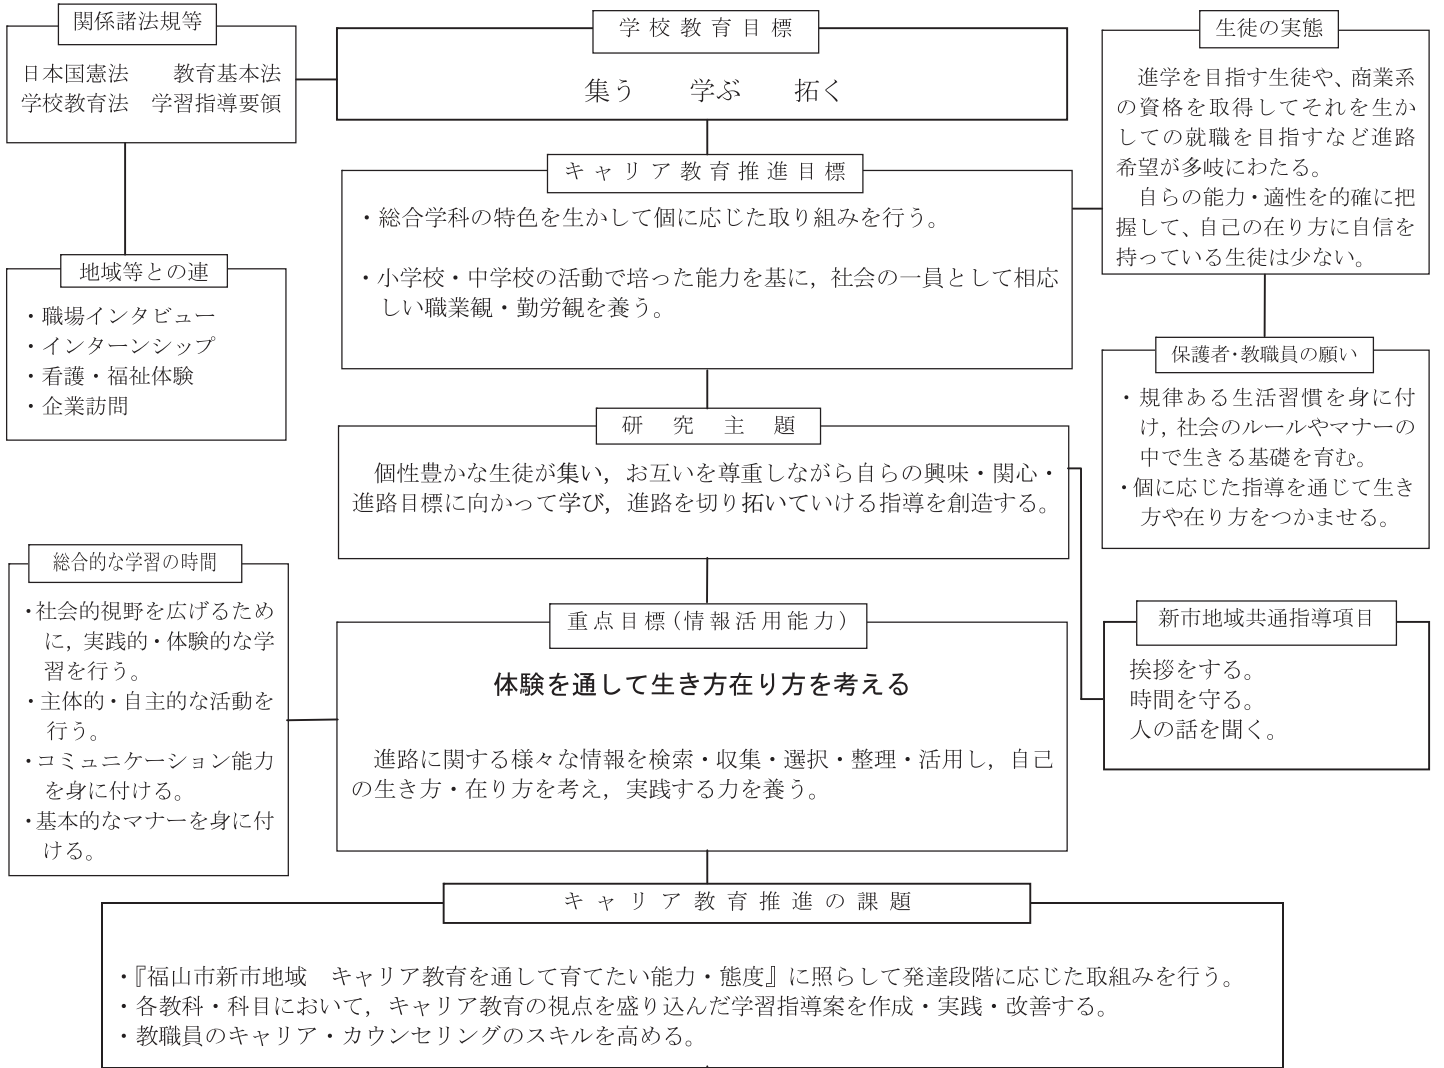 関係諸法規等
日本国憲法　　教育基本法
学校教育法　学習指導要領
学校教育目標
集う　　学ぶ　　拓く
生徒の実態
進学を目指す生徒や、商業系
の資格を取得してそれを生か
しての就職を目指すなど進路
希望が多岐にわたる。
自らの能力・適性を的確に把
握して、自己の在り方に自信を
持っている生徒は少ない。
キャリア教育推進目標
・総合学科の特色を生かして個に応じた取り組みを行う。
・小学校・中学校の活動で培った能力を基に，社会の一員として相応
しい職業観・勤労観を養う。
地域等との連
・職場インタビュー
・インターンシップ
・看護・福祉体験
・企業訪問
保護者・教職員の願い
・規律ある生活習慣を身に付
け，社会のルールやマナーの
中で生きる基礎を育む。
・個に応じた指導を通じて生き
方や在り方をつかませる。
研究主題
個性豊かな生徒が集い，お互いを尊重しながら自らの興味・関心・
進路目標に向かって学び，進路を切り拓いていける指導を創造する。
総合的な学習の時間
・社会的視野を広げるため
に，実践的・体験的な学
習を行う。
・主体的・自主的な活動を
行う。
・コミュニケーション能力
を身に付ける。
・基本的なマナーを身に付
ける。
重点目標（情報活用能力）
体験を通して生き方在り方を考える
進路に関する様々な情報を検索・収集・選択・整理・活用し，自己
の生き方・在り方を考え，実践する力を養う。
新市地域共通指導項目
挨拶をする。
時間を守る。
人の話を聞く。
キャリア教育推進の課題
・『福山市新市地域　キャリア教育を通して育てたい能力・態度』に照らして発達段階に応じた取組みを行う。
・各教科・科目において，キャリア教育の視点を盛り込んだ学習指導案を作成・実践・改善する。
・教職員のキャリア・カウンセリングのスキルを高める。